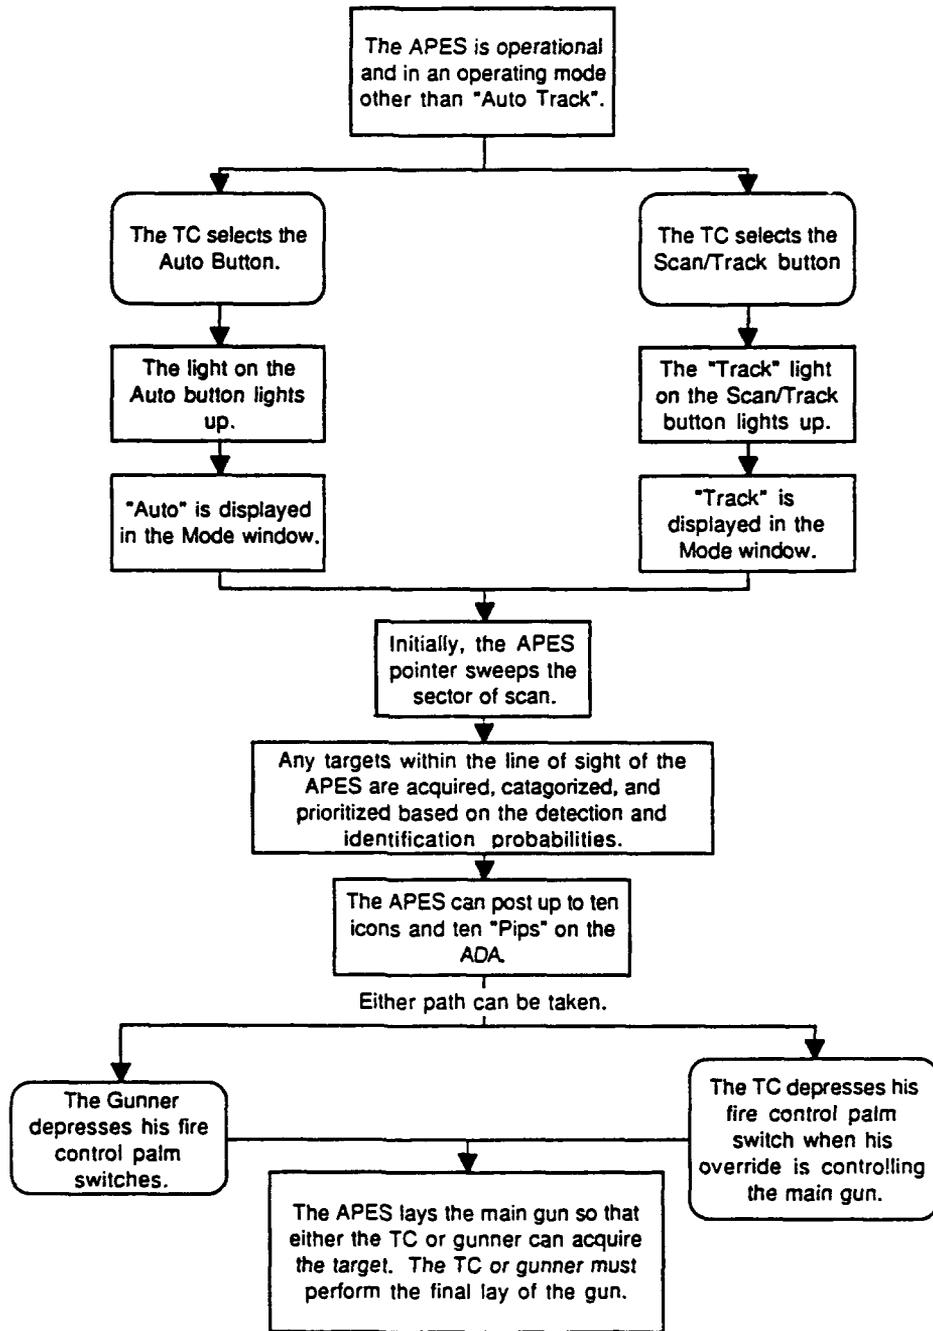 The APES is operational
and in an operating mode
other than "Auto Track".
The TC selects the
Auto Button.
The TC selects the
Scan/Track button
The light on the
Auto button lights
up.
The "Track" light
on the Scan/Track
button lights up.
"Auto" is displayed
in the Mode window.
"Track" is
displayed in the
Mode window.
Initially, the APES
pointer sweeps the
sector of scan.
Any targets within the line of sight of the
APES are acquired, catagorized, and
prioritized based on the detection and
identification probabilities.
The APES can post up to ten
icons and ten "Pips" on the
ADA.
Either path can be taken.
The Gunner
depresses his fire
control palm
switches.
The TC depresses his
fire control palm
switch when his
override is controlling
the main gun.
The APES lays the main gun so that
either the TC or gunner can acquire
the target. The TC or gunner must
perform the final lay of the gun.